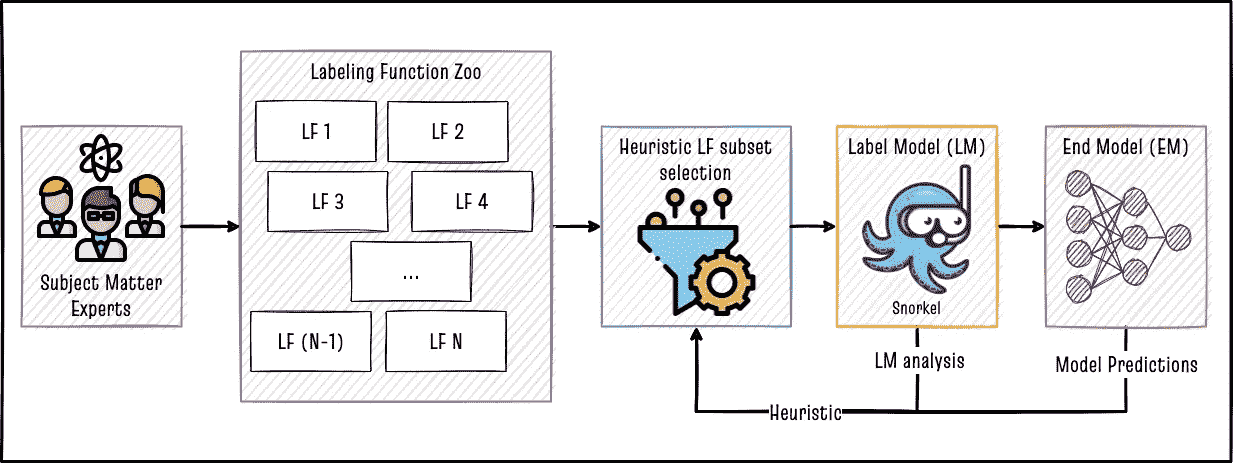 Subject Matter
Experts
Labeling Function Zoo
LF 1
LF 2
LF 3
LF 4
...
LF (N-1)
LF N
Heuristic LF subset
selection
Label Model (LM)
Snorkel
End Model (EM)
LM analysis
Model Predictions
Heuristic